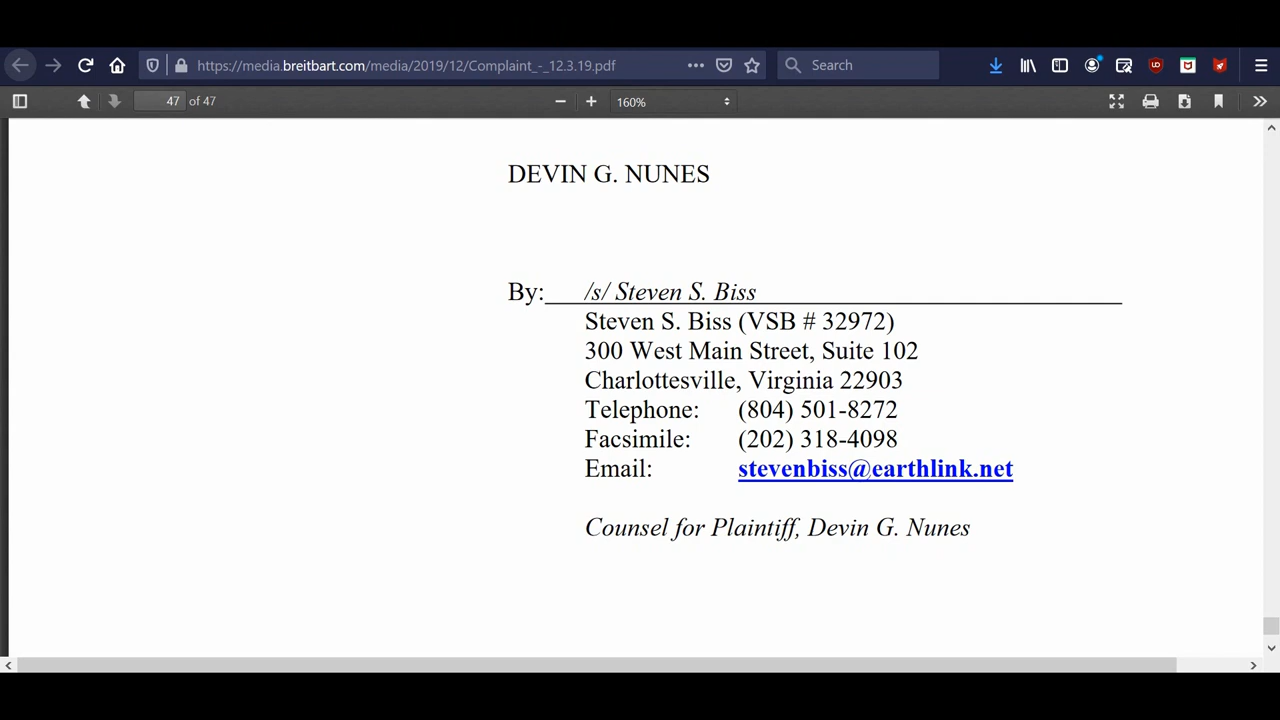 https://media.breitbart.com/media/2019/12/Complaint_-_12.3.19.pdf
Search
47 of 47
160%
DEVIN G. NUNES
By: /s/ Steven S. Biss
Steven S. Biss (VSB # 32972)
300 West Main Street, Suite 102
Charlottesville, Virginia 22903
Telephone: (804) 501-8272
Facsimile: (202) 318-4098
Email: stevenbiss@earthlink.net
Counsel for Plaintiff, Devin G. Nunes